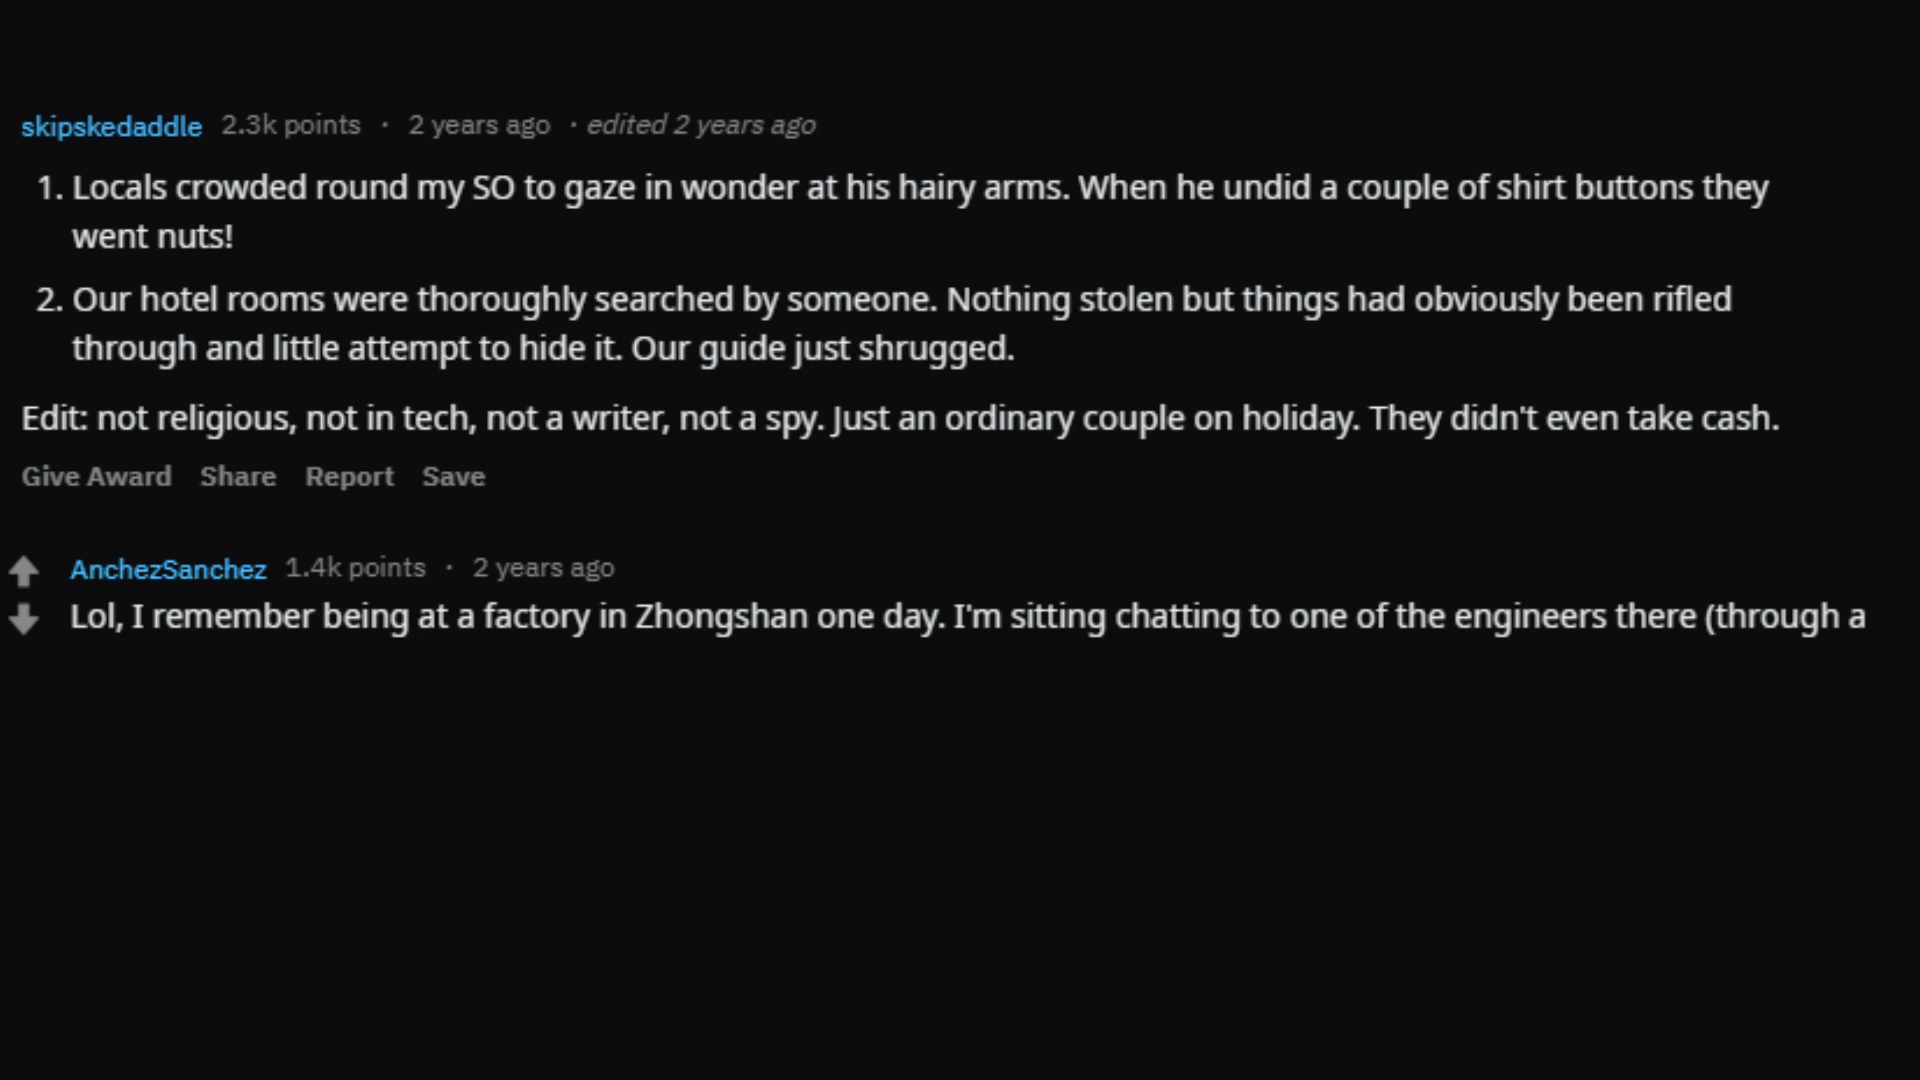 skipskedaddle 2.3k points · 2 years ago · edited 2 years ago
1. Locals crowded round my SO to gaze in wonder at his hairy arms. When he undid a couple of shirt buttons they
went nuts!
2. Our hotel rooms were thoroughly searched by someone. Nothing stolen but things had obviously been rifled
through and little attempt to hide it. Our guide just shrugged.
Edit: not religious, not in tech, not a writer, not a spy. Just an ordinary couple on holiday. They didn't even take cash.
Give Award Share Report Save
AnchezSanchez 1.4k points · 2 years ago
Lol, I remember being at a factory in Zhongshan one day. I'm sitting chatting to one of the engineers there (through a